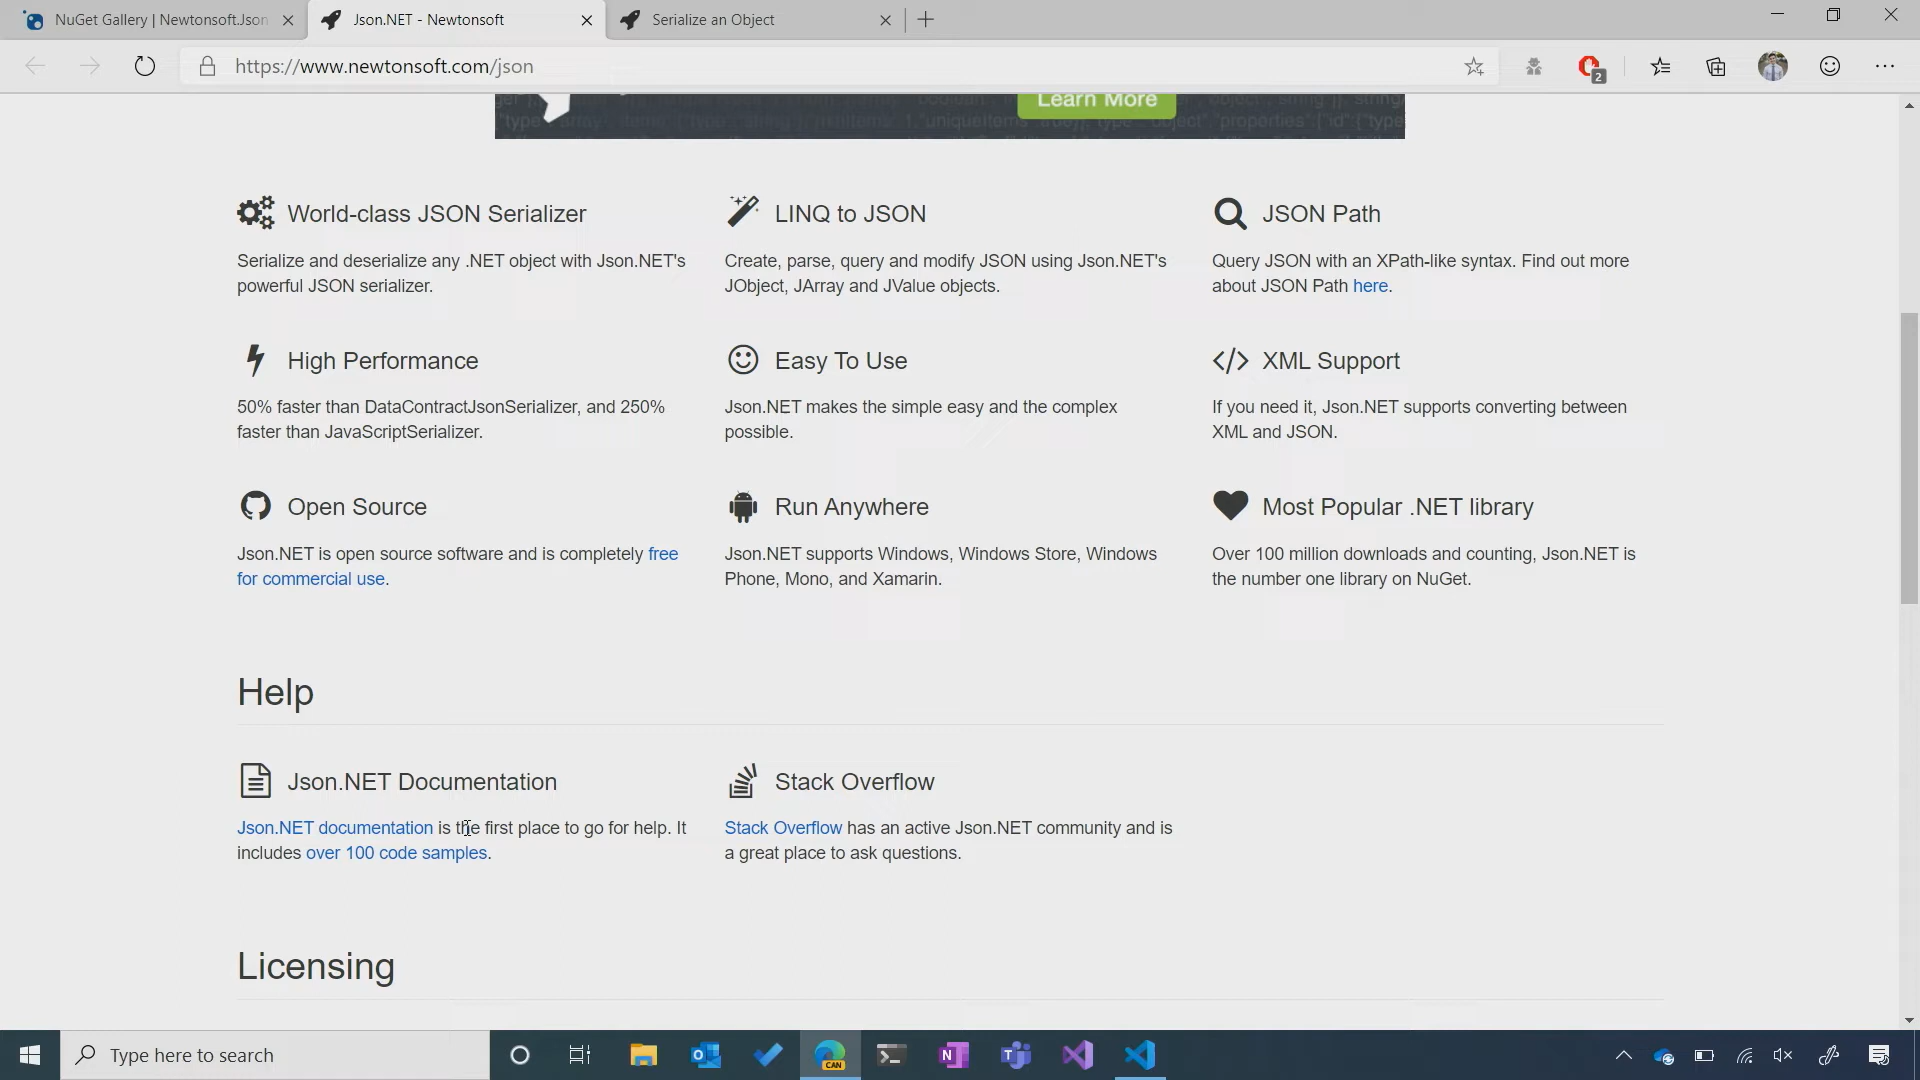 NuGet Gallery | Newtonsoft.Json
Json.NET - Newtonsoft
Serialize an Object
https://www.newtonsoft.com/json
2
Learn More
World-class JSON Serializer
LINQ to JSON
JSON Path
Serialize and deserialize any .NET object with Json.NET's
powerful JSON serializer.
Create, parse, query and modify JSON using Json.NET's
JObject, JArray and JValue objects.
Query JSON with an XPath-like syntax. Find out more
about JSON Path here.
High Performance
Easy To Use
XML Support
50% faster than DataContractJsonSerializer, and 250%
faster than JavaScriptSerializer.
Json.NET makes the simple easy and the complex
possible.
If you need it, Json.NET supports converting between
XML and JSON.
Open Source
Run Anywhere
Most Popular .NET library
Json.NET is open source software and is completely free
for commercial use.
Json.NET supports Windows, Windows Store, Windows
Phone, Mono, and Xamarin.
Over 100 million downloads and counting, Json.NET is
the number one library on NuGet.
Help
Json.NET Documentation
Stack Overflow
Json.NET documentation is the first place to go for help. It
includes over 100 code samples.
Stack Overflow has an active Json.NET community and is
a great place to ask questions.
Licensing
Type here to search
CAN